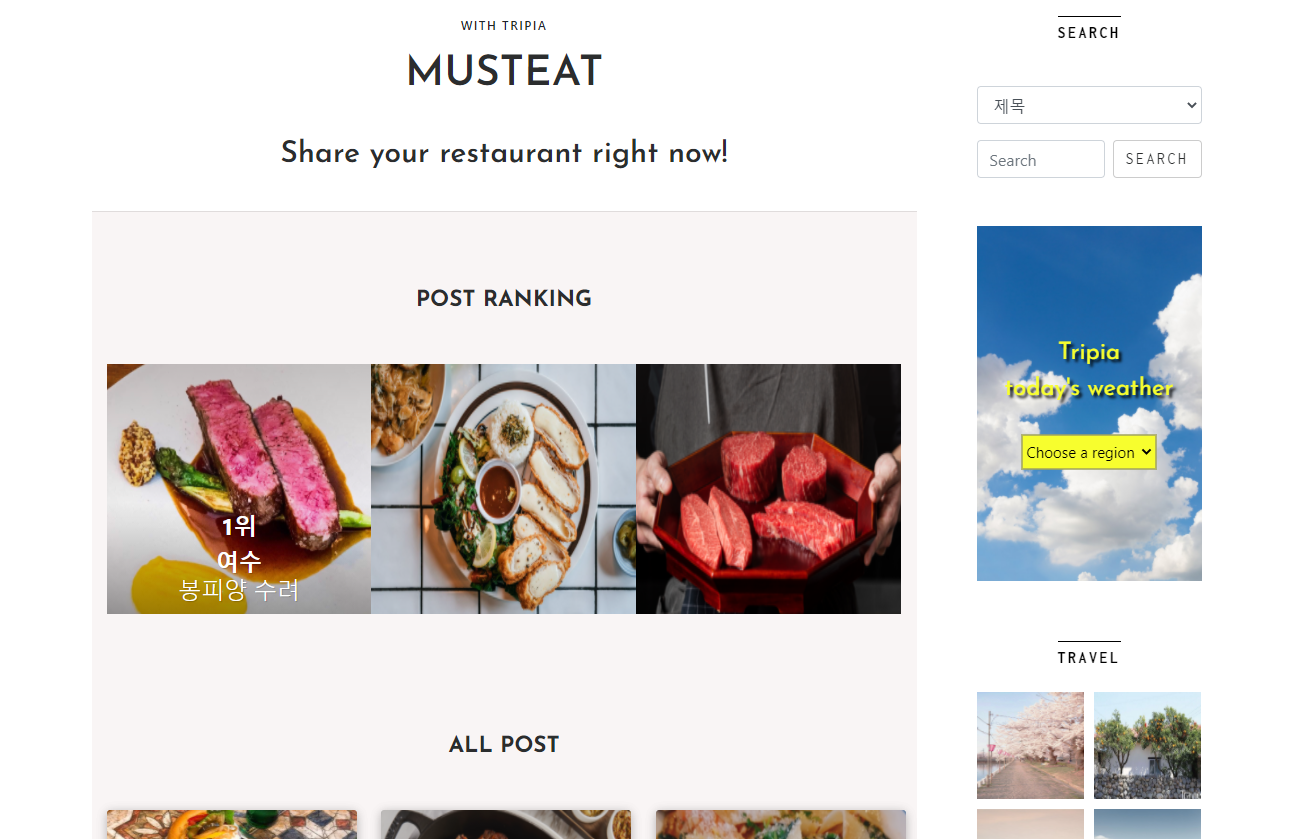 WITH TRIPIA
MUSTEAT
Share your restaurant right now!
POST RANKING
1위
여수
봉피양 수려
ALL POST
SEARCH
제목
Search
SEARCH
Tripia
today's weather
Choose a region
TRAVEL